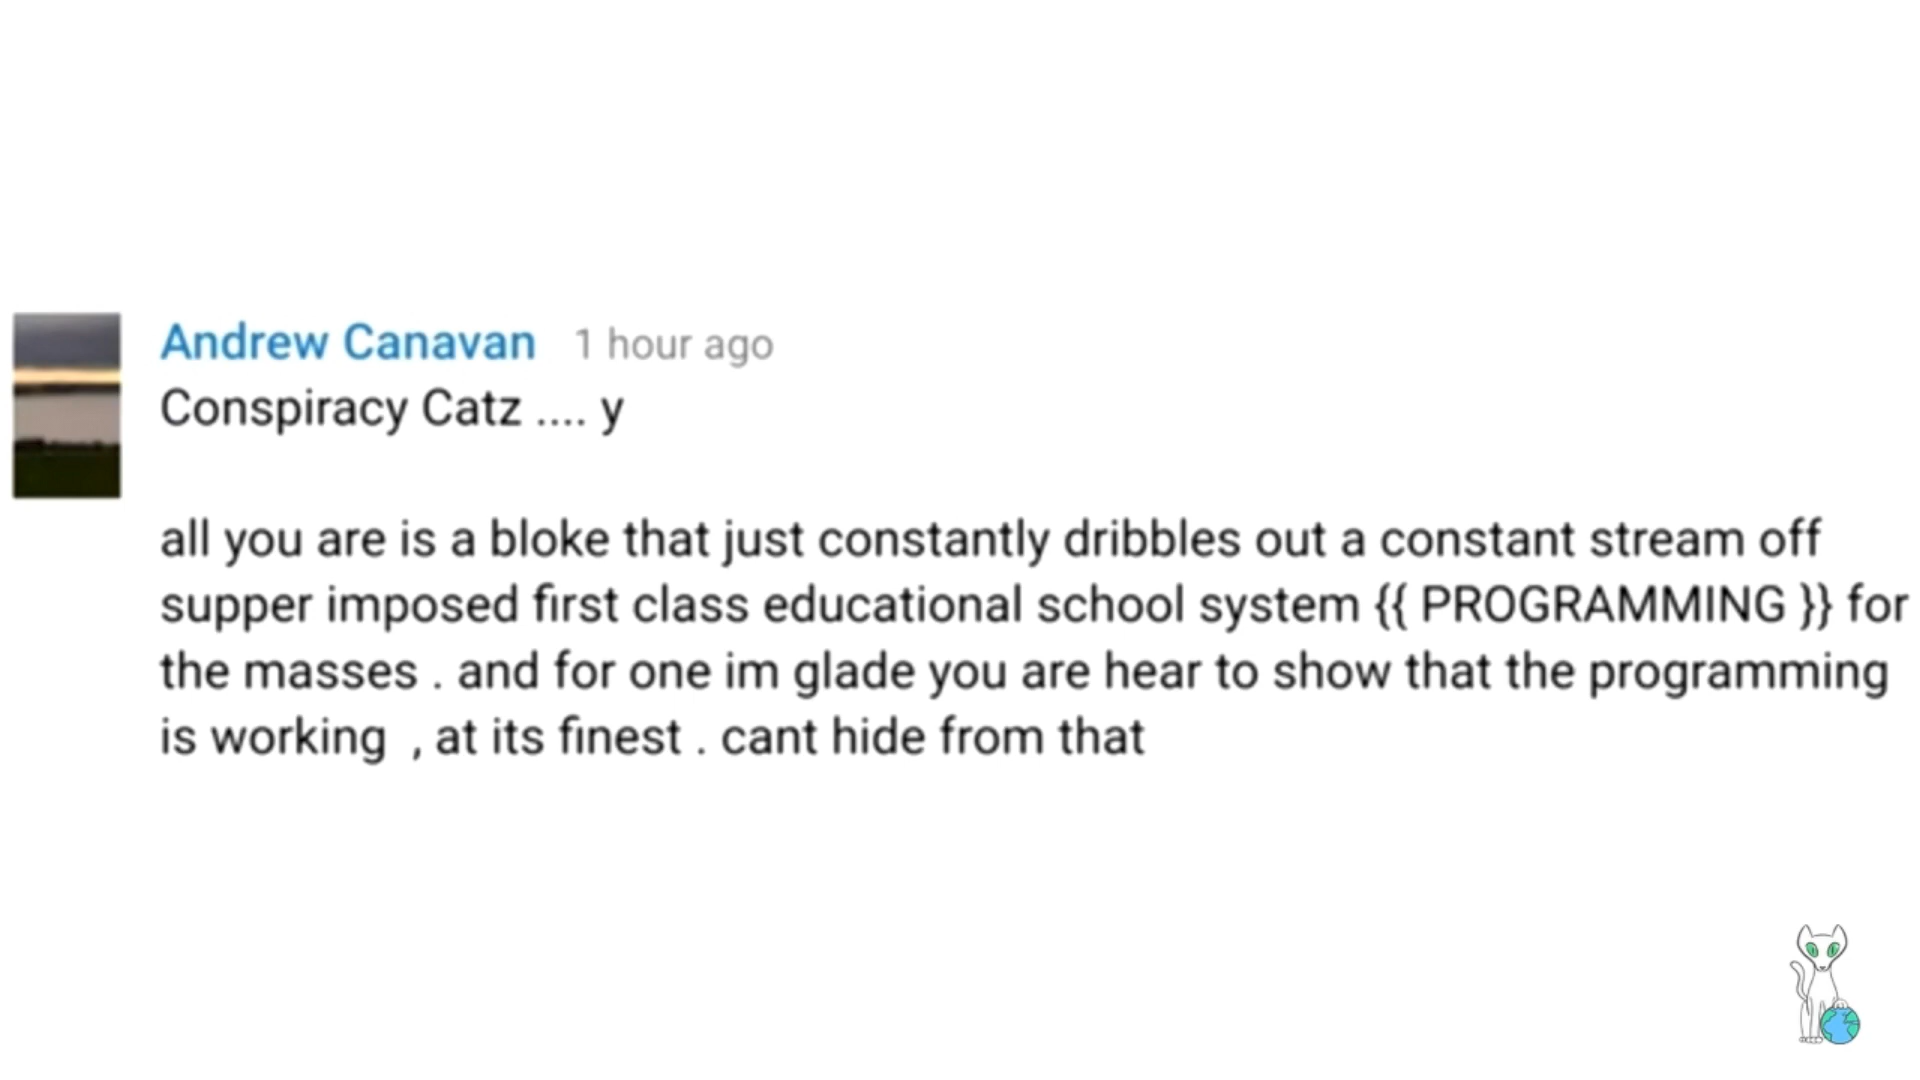 Andrew Canavan 1 hour ago
Conspiracy Catz .... y
all you are is a bloke that just constantly dribbles out a constant stream off
supper imposed first class educational school system {{ PROGRAMMING }} for
the masses . and for one im glade you are hear to show that the programming
is working  , at its finest . cant hide from that